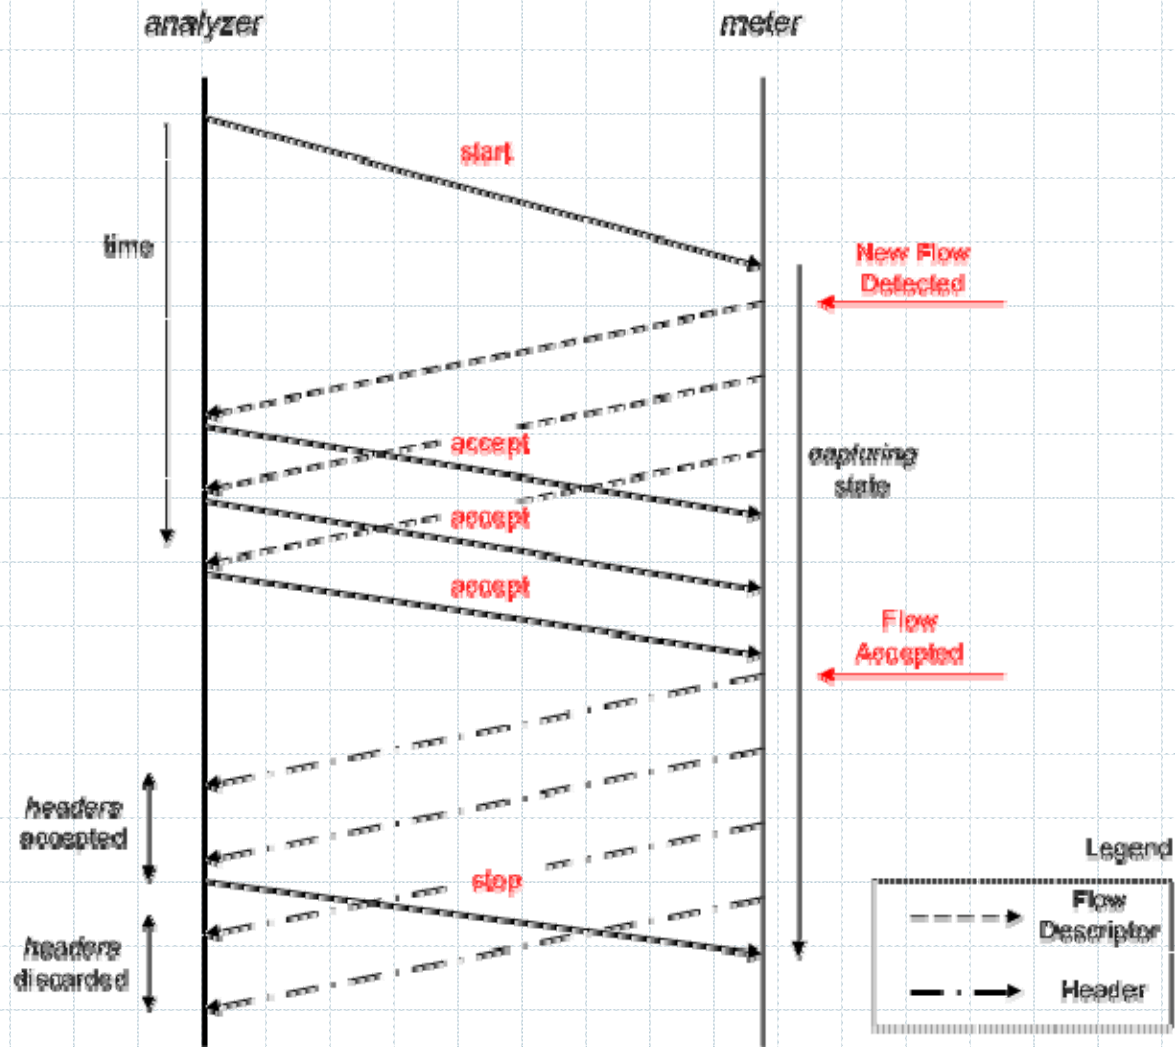 analyzer
meter
start
time
New Flow
Detected
accept
capturing
state
accept
accept
Flow
Accepted
headers
accepted
stop
Legend
Flow
Descriptor
headers
discarded
Header